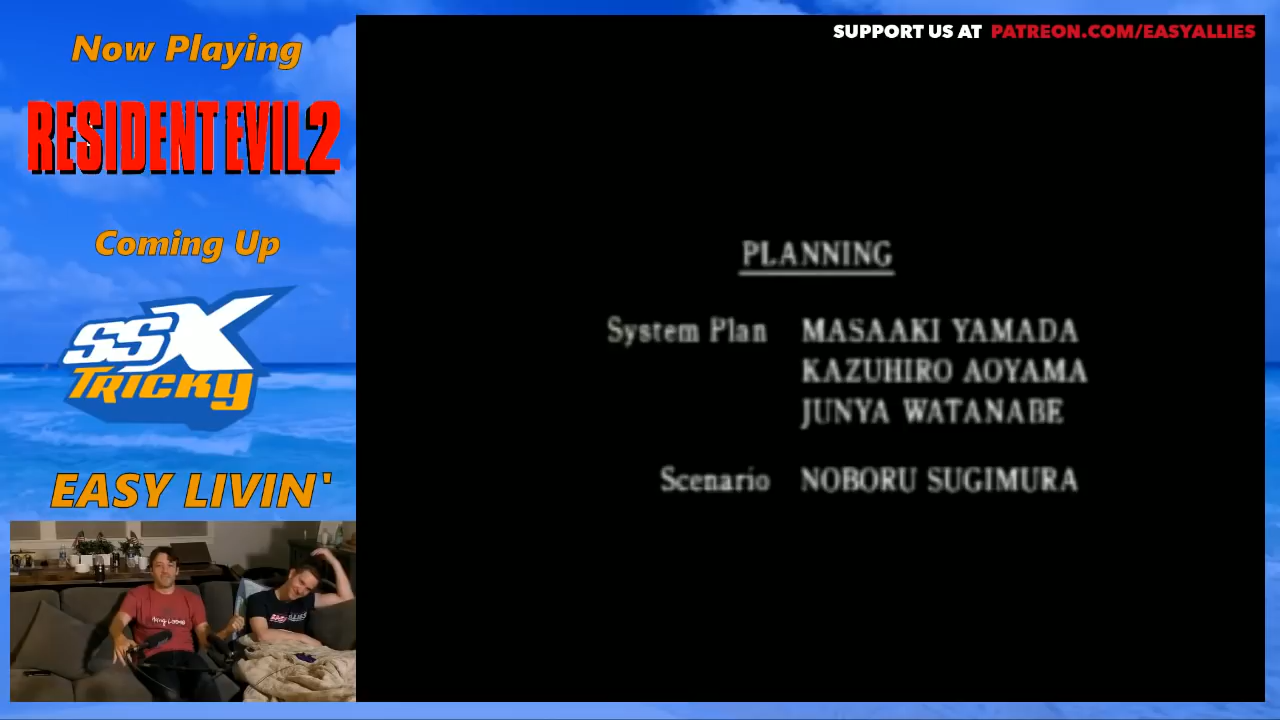 Now Playing
RESIDENT EVIL 2
Coming Up
SSX
TRICKY
EASY LIVIN'
SUPPORT US AT PATREON.COM/EASYALLIES
PLANNING
System Plan MASAAKI YAMADA
KAZUHIRO AOYAMA
JUNYA WATANABE
Scenario NOBORU SUGIMURA